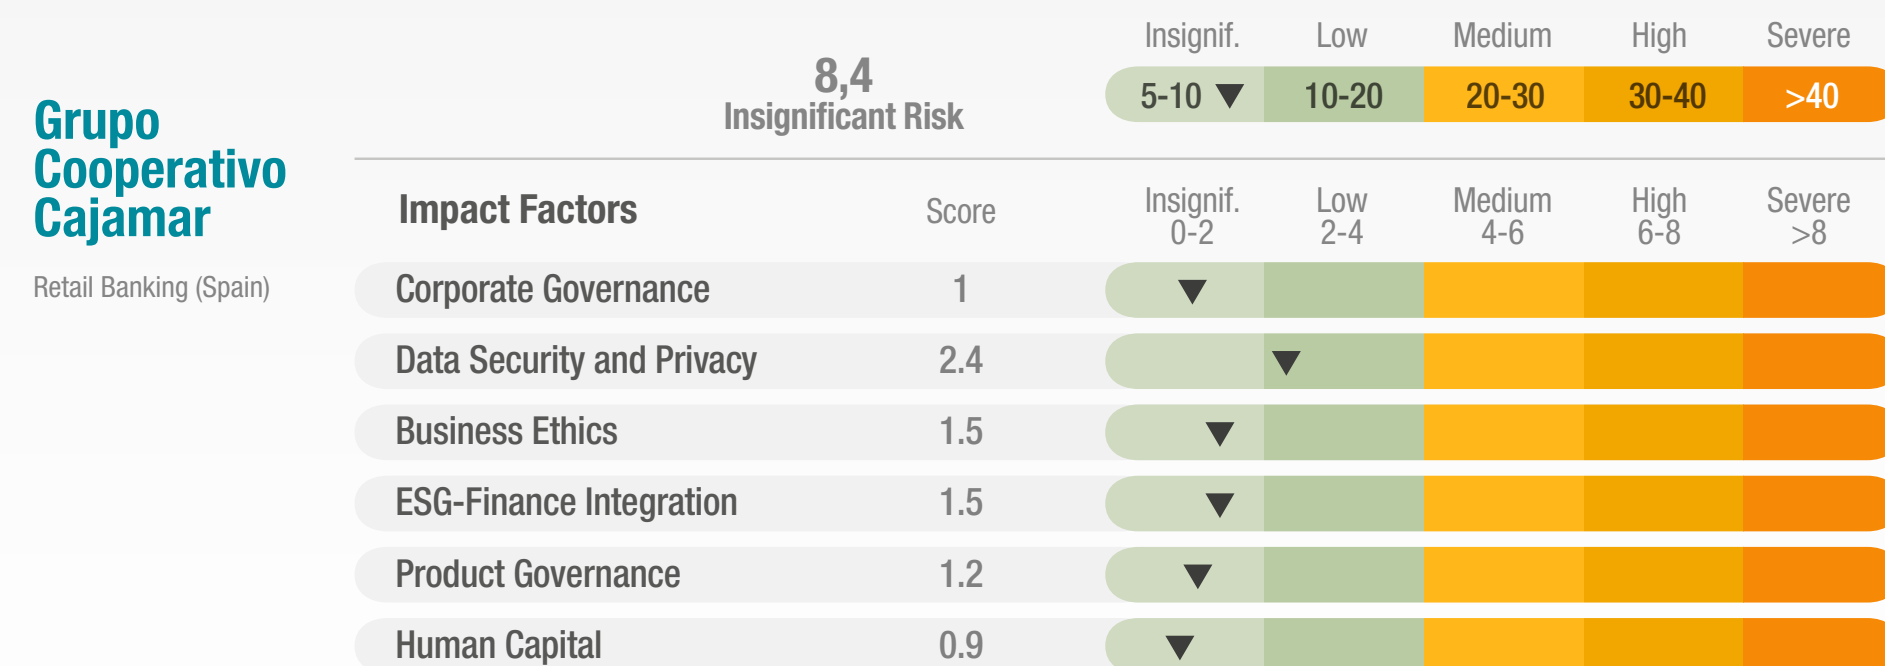 Grupo
Cooperativo
Cajamar
Retail Banking (Spain)
8,4
Insignificant Risk
Insignif. Low Medium High Severe
5-10 10-20 20-30 30-40 >40
Impact Factors Score Insignif. Low Medium High Severe
0-2 2-4 4-6 6-8 >8
Corporate Governance 1
Data Security and Privacy 2.4
Business Ethics 1.5
ESG-Finance Integration 1.5
Product Governance 1.2
Human Capital 0.9